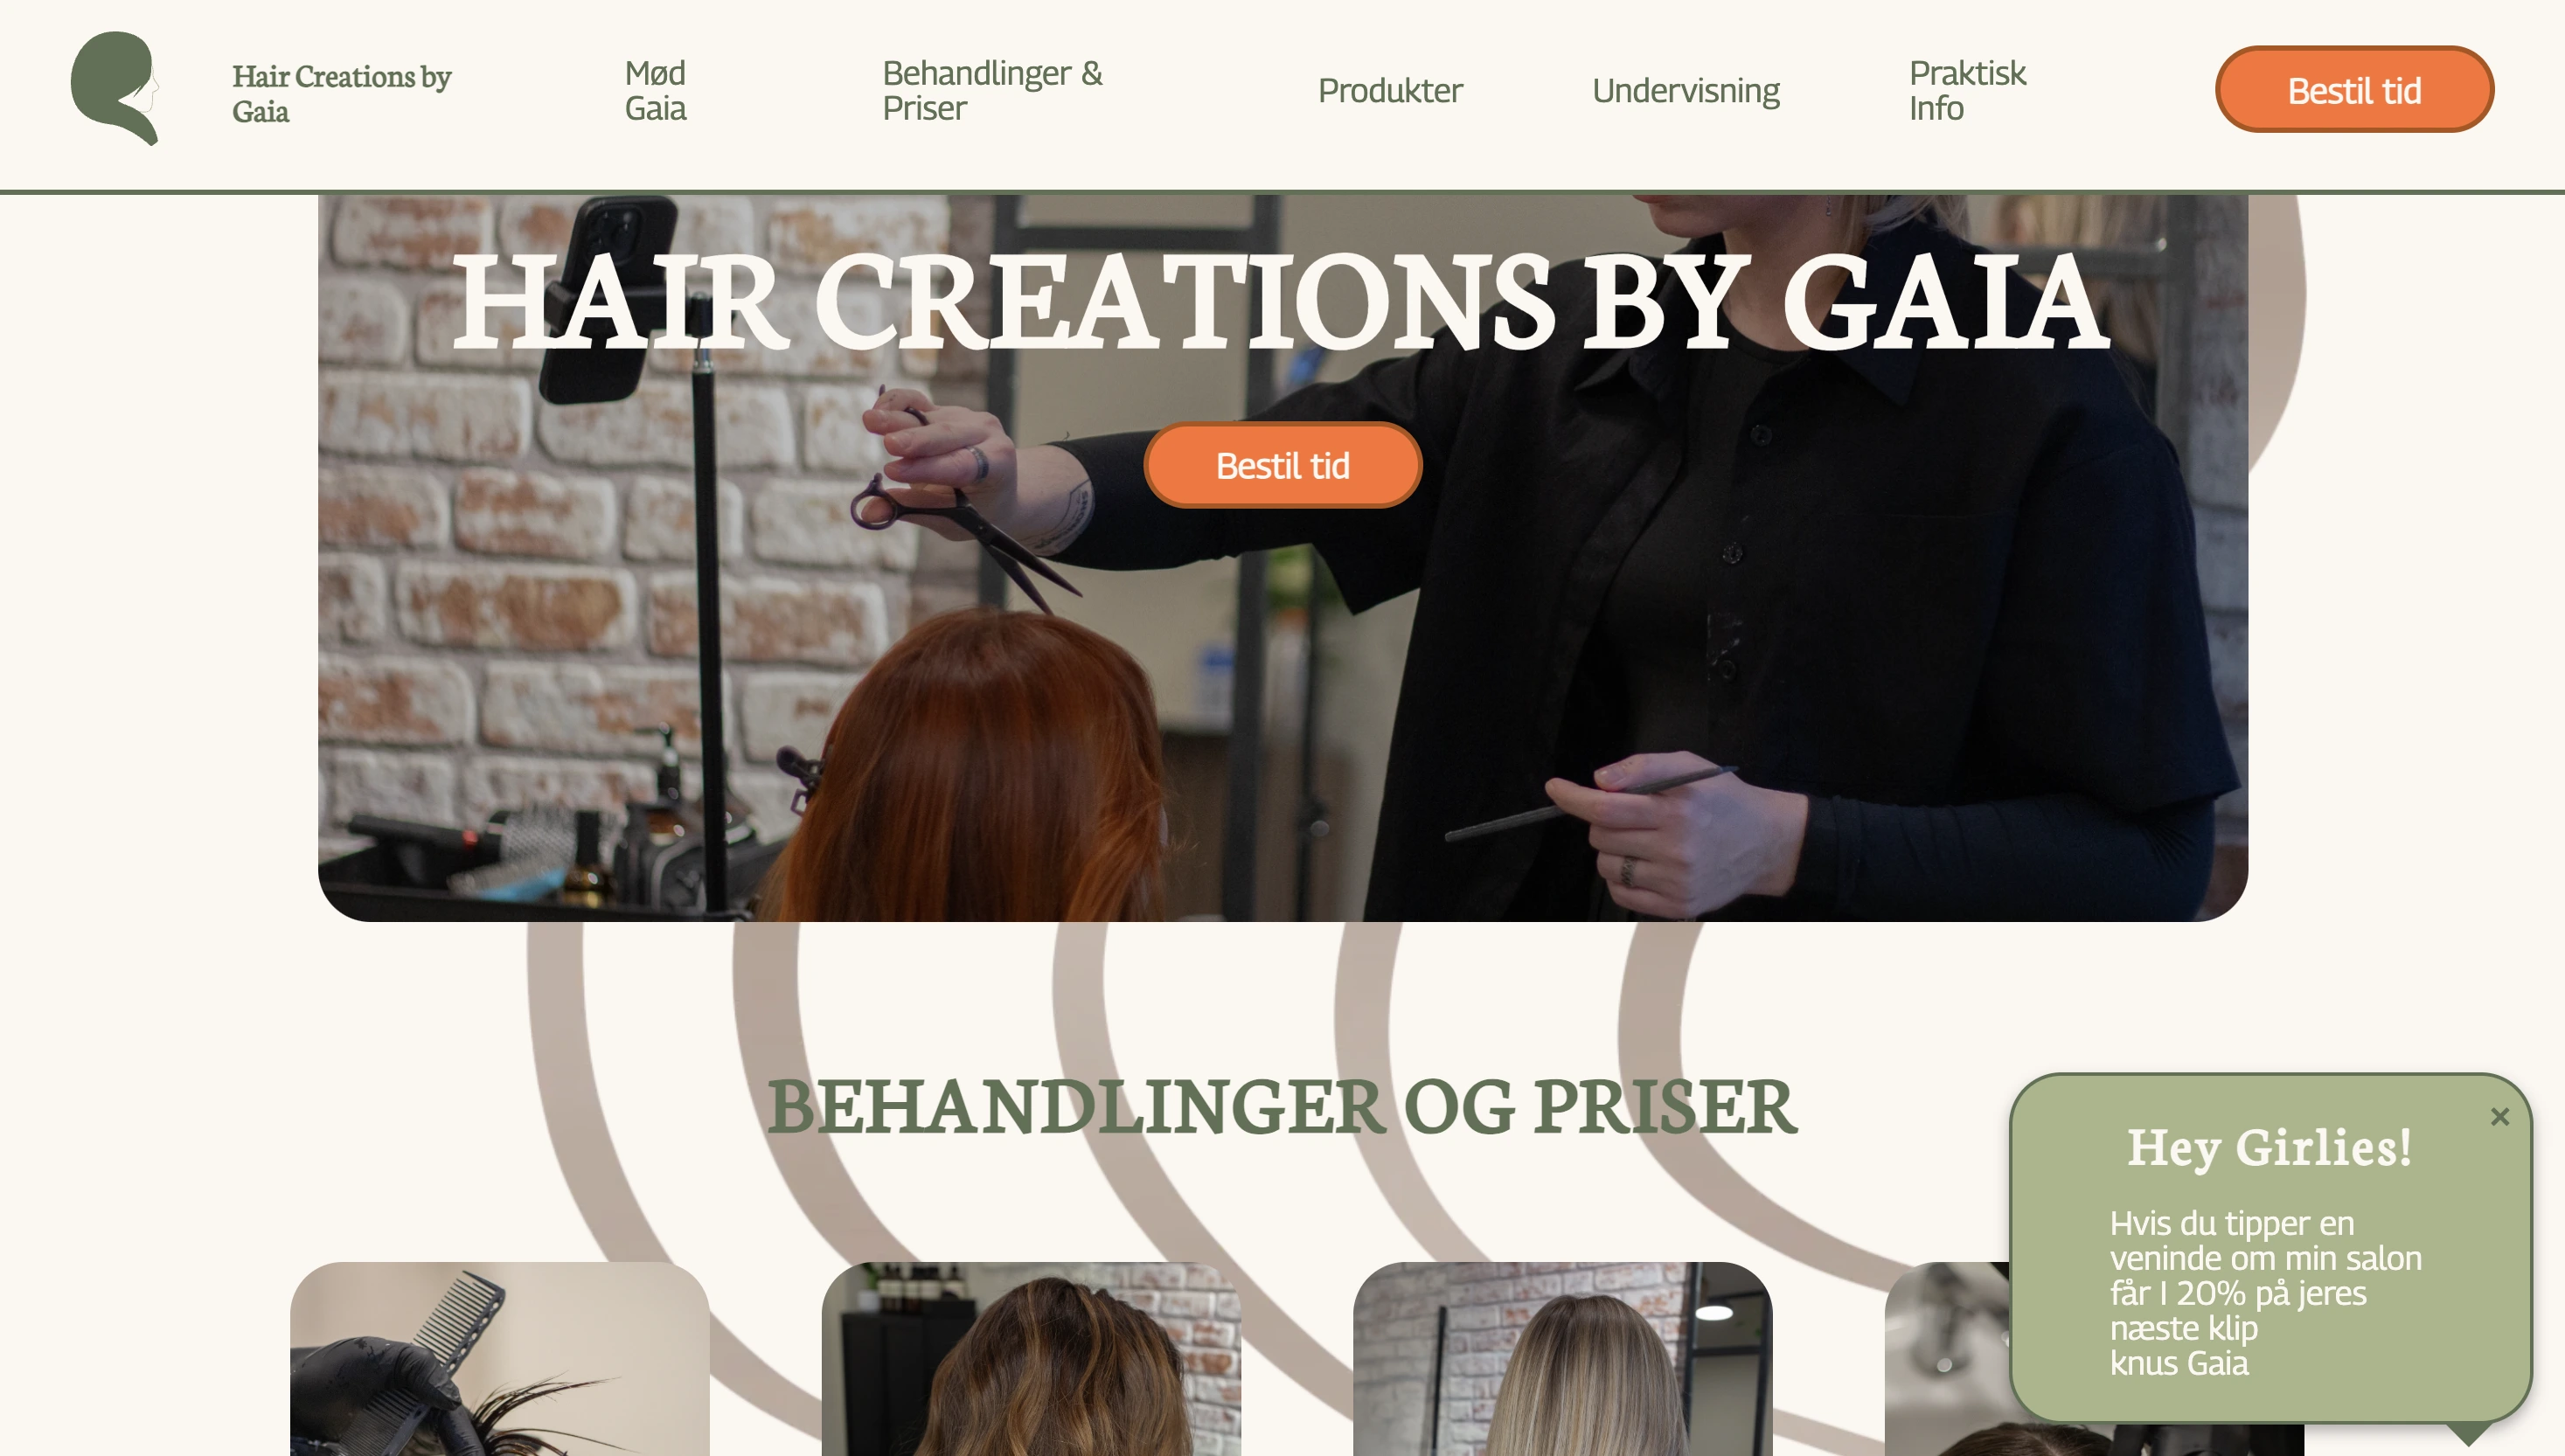 Hair Creations by
Gaia
Mød
Gaia
Behandlinger &
Priser
Produkter
Undervisning
Praktisk
Info
Bestil tid
HAIR CREATIONS BY GAIA
Bestil tid
BEHANDLINGER OG PRISER
×
Hey Girlies!
Hvis du tipper en
veninde om min salon
får I 20% på jeres
næste klip
knus Gaia